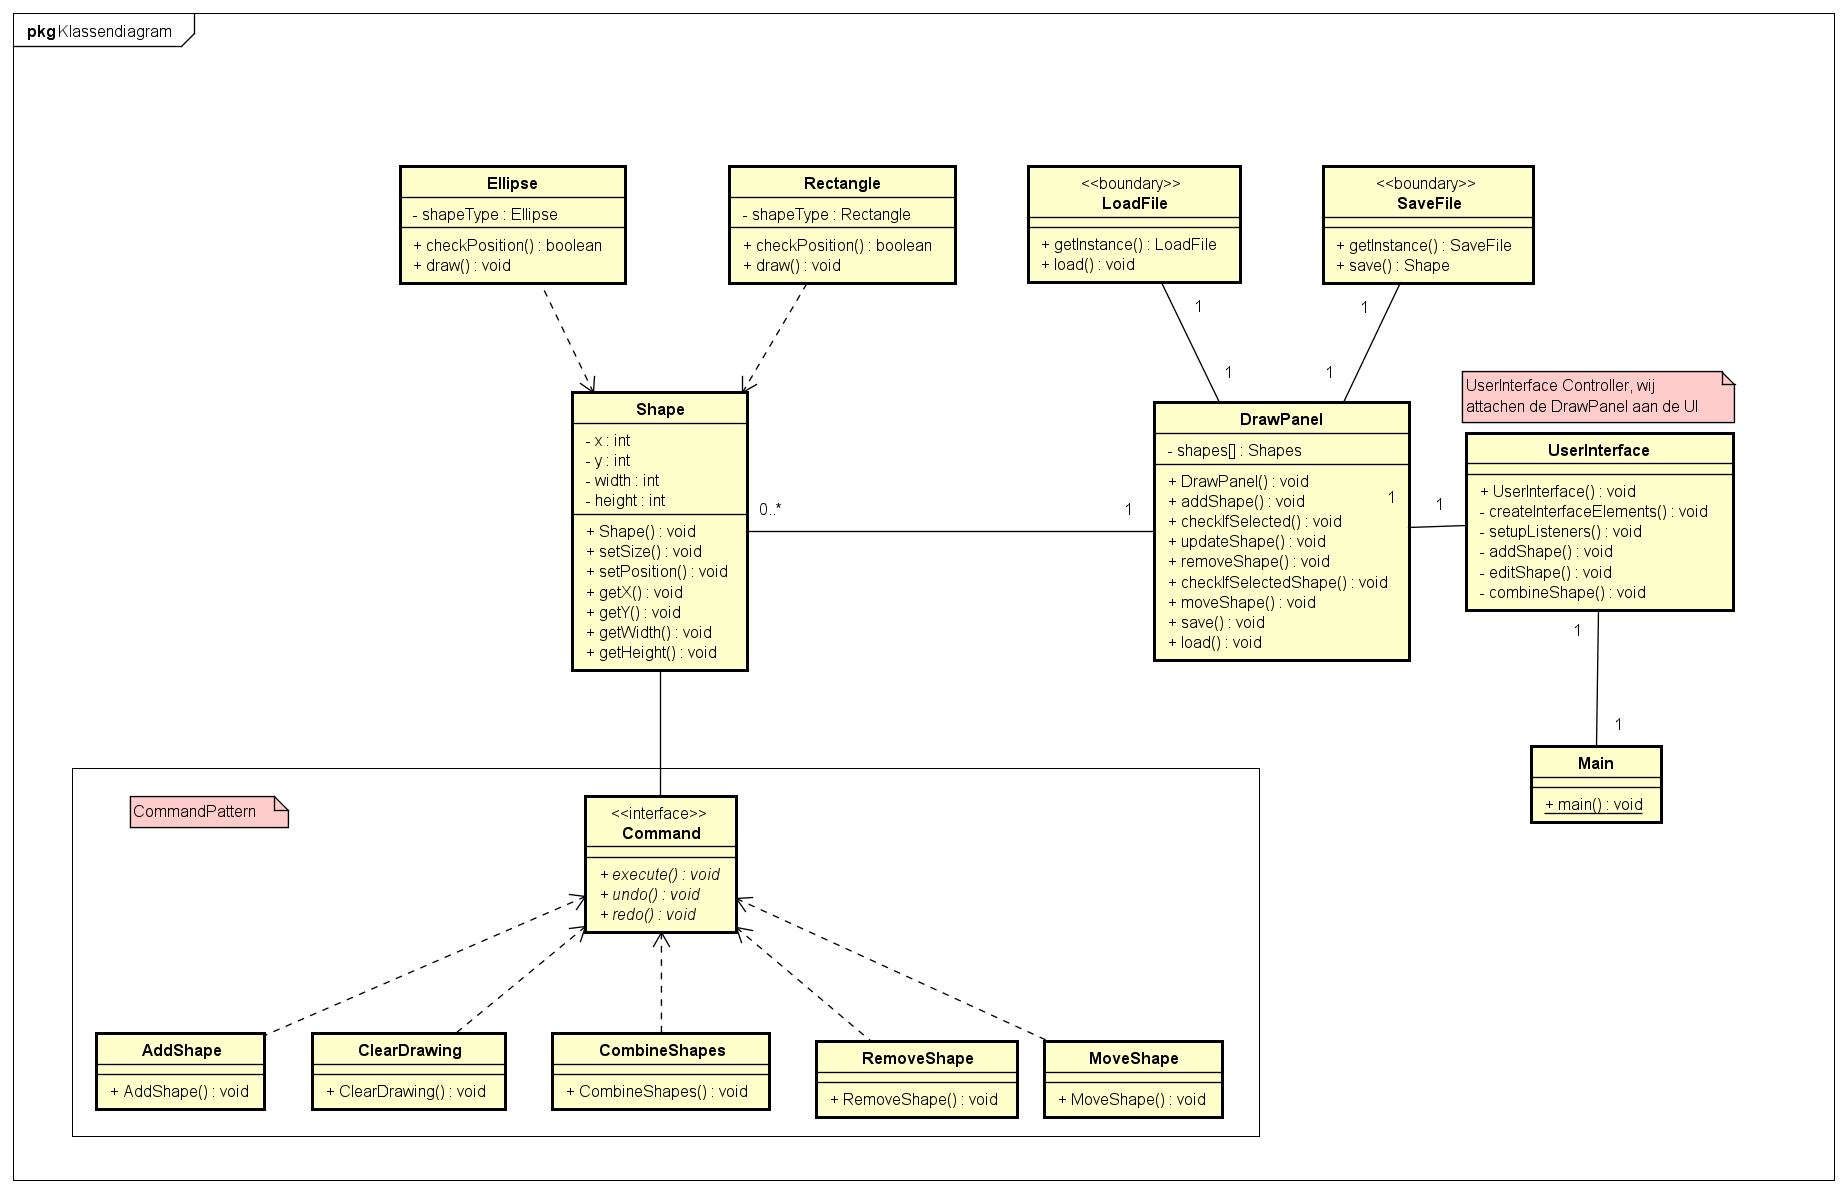 pkg Klassendiagram
Ellipse
- shapeType : Ellipse
+ checkPosition() : boolean
+ draw() : void
Rectangle
- shapeType : Rectangle
+ checkPosition() : boolean
+ draw() : void
<<boundary>>
LoadFile
+ getInstance() : LoadFile
+ load() : void
<<boundary>>
SaveFile
+ getInstance() : SaveFile
+ save() : Shape
1
1
1
1
UserInterface Controller, wij
attachen de DrawPanel aan de UI
Shape
- x : int
- y : int
- width : int
- height : int
+ Shape() : void
+ setSize() : void
+ setPosition() : void
+ getX() : void
+ getY() : void
+ getWidth() : void
+ getHeight() : void
0..*
1
DrawPanel
- shapes[] : Shapes
+ DrawPanel() : void
+ addShape() : void
+ checkIfSelected() : void
+ updateShape() : void
+ removeShape() : void
+ checkIfSelectedShape() : void
+ moveShape() : void
+ save() : void
+ load() : void
1
1
UserInterface
+ UserInterface() : void
- createInterfaceElements() : void
- setupListeners() : void
- addShape() : void
- editShape() : void
- combineShape() : void
1
1
Main
+ main() : void
CommandPattern
<<interface>>
Command
+ execute() : void
+ undo() : void
+ redo() : void
AddShape
+ AddShape() : void
ClearDrawing
+ ClearDrawing() : void
CombineShapes
+ CombineShapes() : void
RemoveShape
+ RemoveShape() : void
MoveShape
+ MoveShape() : void